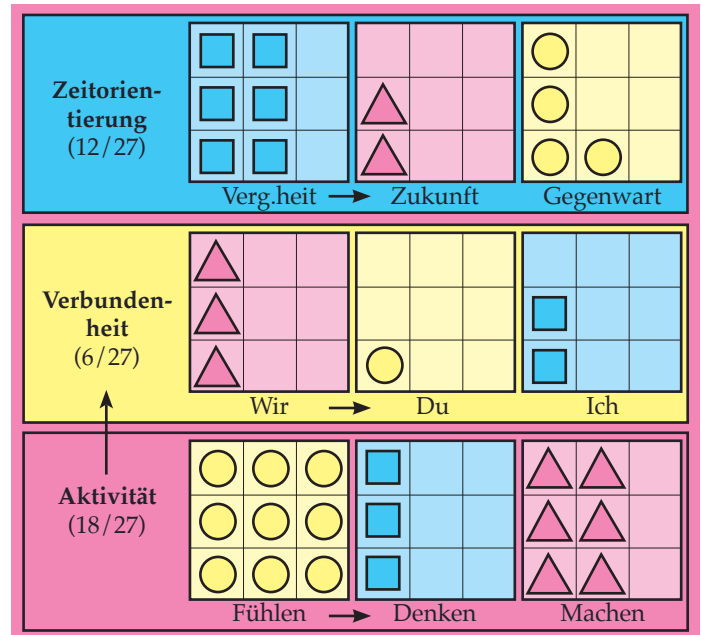 Zeitorien-
tierung
(12/27)
Verg.heit → Zukunft Gegenwart
Verbunden-
heit
(6/27)
Wir → Du Ich
Aktivität
(18/27)
Fühlen → Denken Machen